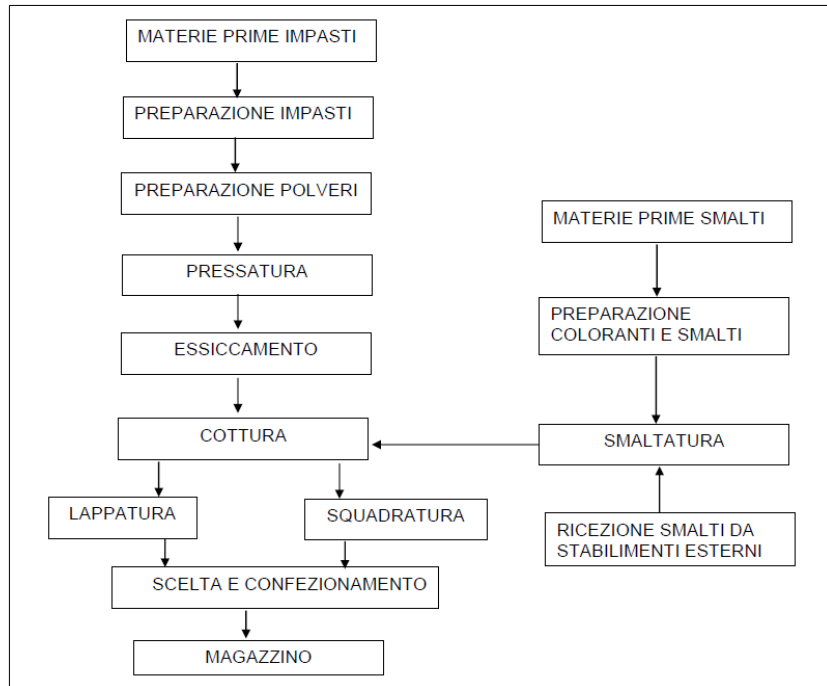 MATERIE PRIME IMPASTI
PREPARAZIONE IMPASTI
PREPARAZIONE POLVERI
PRESSATURA
ESSICCAMENTO
COTTURA
LAPPATURA
SQUADRATURA
SCELTA E CONFEZIONAMENTO
MAGAZZINO
MATERIE PRIME SMALTI
PREPARAZIONE
COLORANTI E SMALTI
SMALTATURA
RICEZIONE SMALTI DA
STABILIMENTI ESTERNI